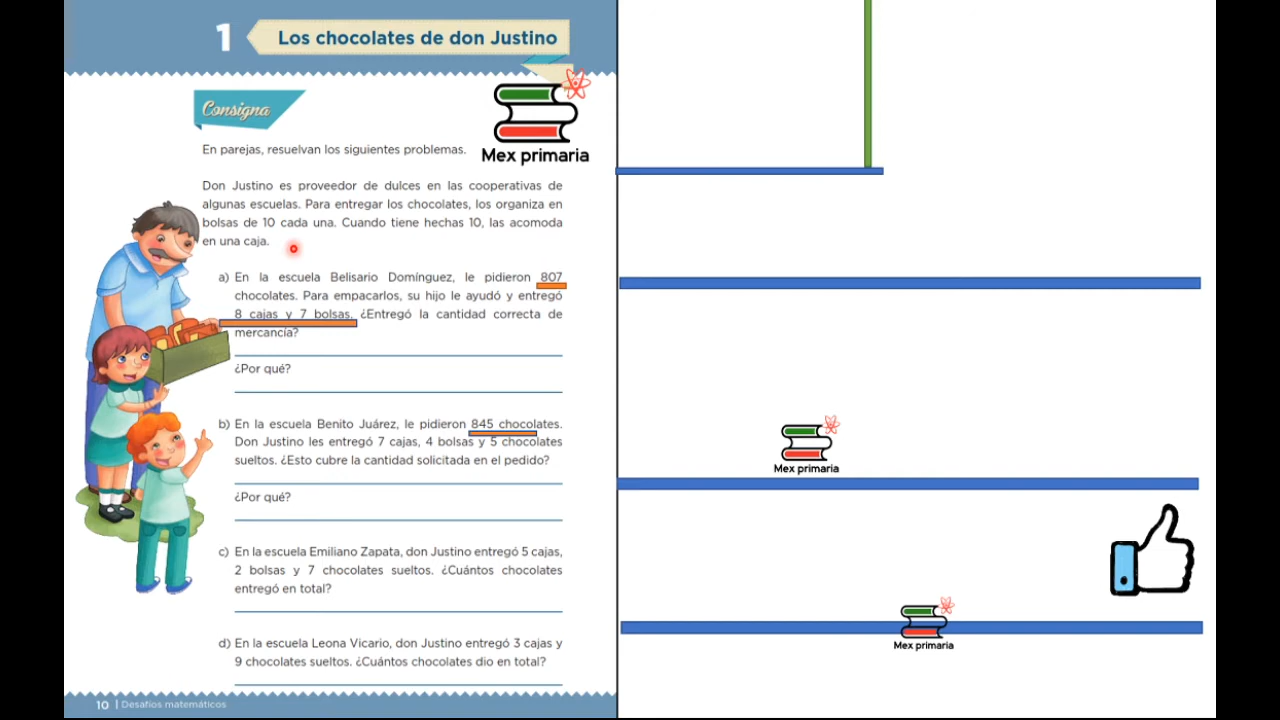 1
Los chocolates de don Justino
Consigna
Mex primaria
En parejas, resuelvan los siguientes problemas.
Don Justino es proveedor de dulces en las cooperativas de
algunas escuelas. Para entregar los chocolates, los organiza en
bolsas de 10 cada una. Cuando tiene hechas 10, las acomoda
en una caja.
a) En la escuela Belisario Domínguez, le pidieron 807
chocolates. Para empacarlos, su hijo le ayudó y entregó
8 cajas y 7 bolsas. ¿Entregó la cantidad correcta de
mercancía?
¿Por qué?
b) En la escuela Benito Juárez, le pidieron 845 chocolates.
Don Justino les entregó 7 cajas, 4 bolsas y 5 chocolates
sueltos. ¿Esto cubre la cantidad solicitada en el pedido?
¿Por qué?
c) En la escuela Emiliano Zapata, don Justino entregó 5 cajas,
2 bolsas y 7 chocolates sueltos. ¿Cuántos chocolates
entregó en total?
d) En la escuela Leona Vicario, don Justino entregó 3 cajas y
9 chocolates sueltos. ¿Cuántos chocolates dio en total?
10 | Desafíos matemáticos
Mex primaria
Mex primaria